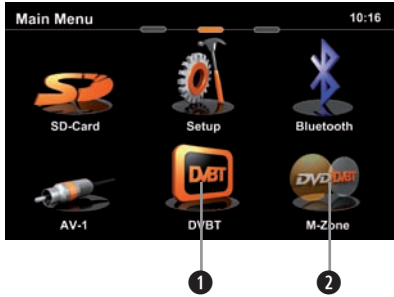 Main Menu 10:16
SD
SD-Card Setup Bluetooth
DVBT DVD DVBT
AV-1 DVBT M-Zone
1 2